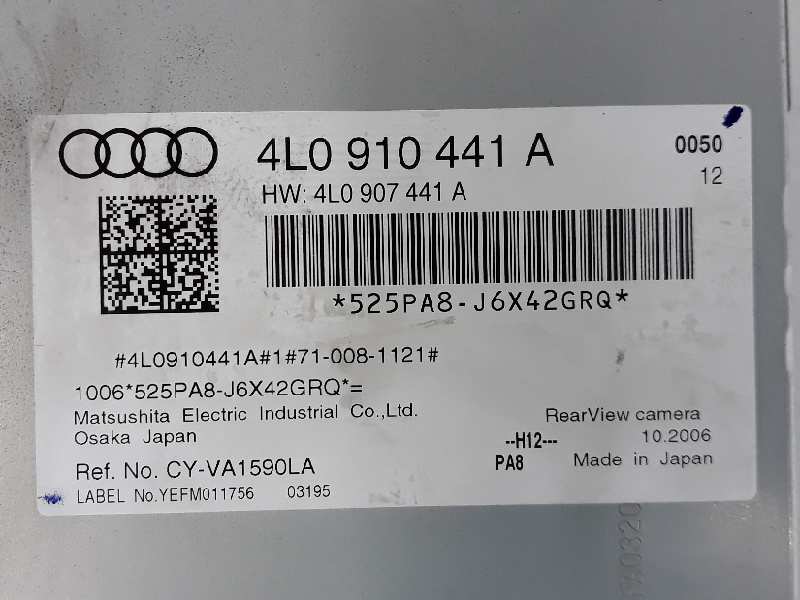 4L0 910 441 A
0050
12
HW: 4L0 907 441 A
*525PA8-J6X42GRQ*
#4L0910441A#1#71-008-1121#
1006*525PA8-J6X42GRQ*=
Matsushita Electric Industrial Co.,Ltd.
Osaka Japan
RearView camera
--H12---
10.2006
PA8
Made in Japan
Ref. No. CY-VA1590LA
LABEL No.YEFM011756
03195